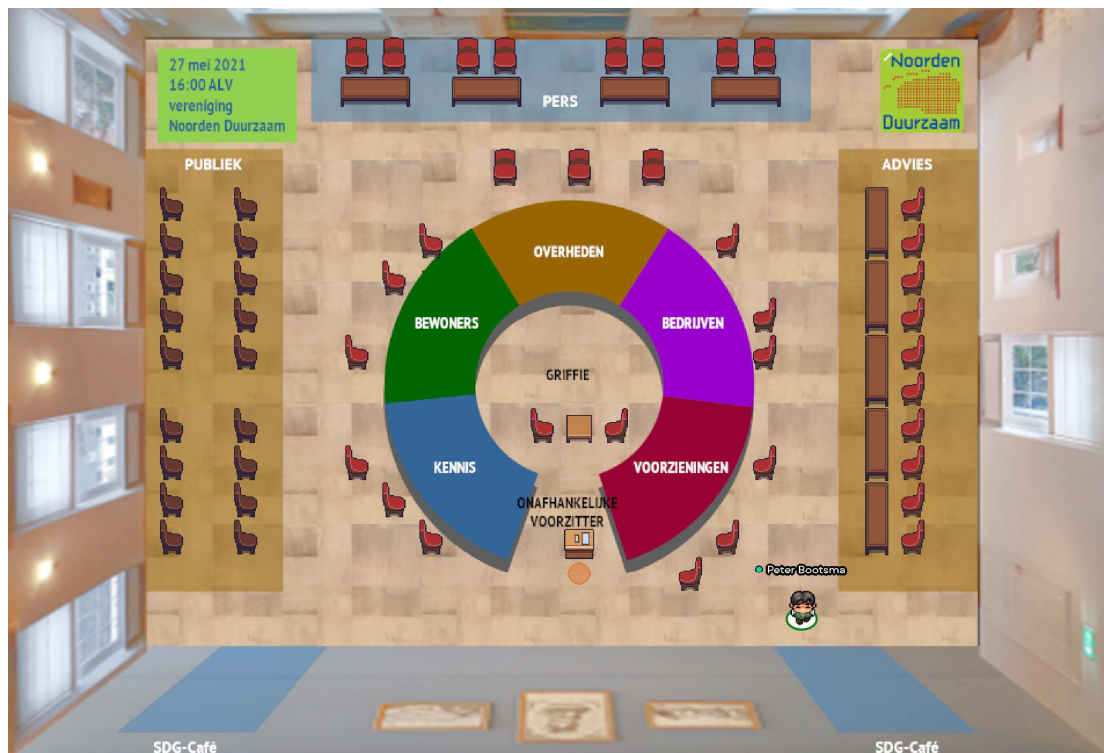 27 mei 2021
16:00 ALV
vereniging
Noorden Duurzaam
PERS
Noorden
Duurzaam
PUBLIEK
ADVIES
OVERHEDEN
BEWONERS
BEDRIJVEN
GRIFFIE
KENNIS
VOORZIENINGEN
ONAFHANKELIJKE
VOORZITTER
Peter Bootsma
SDG-Café
SDG-Café